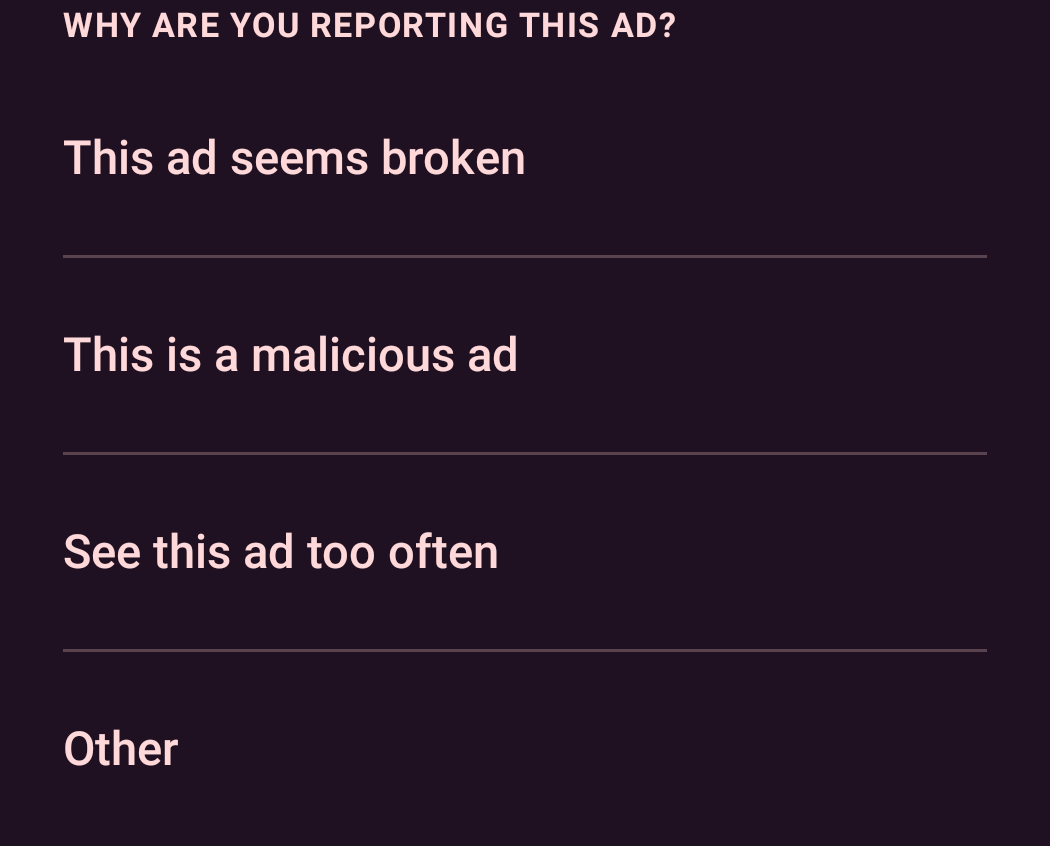 WHY ARE YOU REPORTING THIS AD?
This ad seems broken
This is a malicious ad
See this ad too often
Other